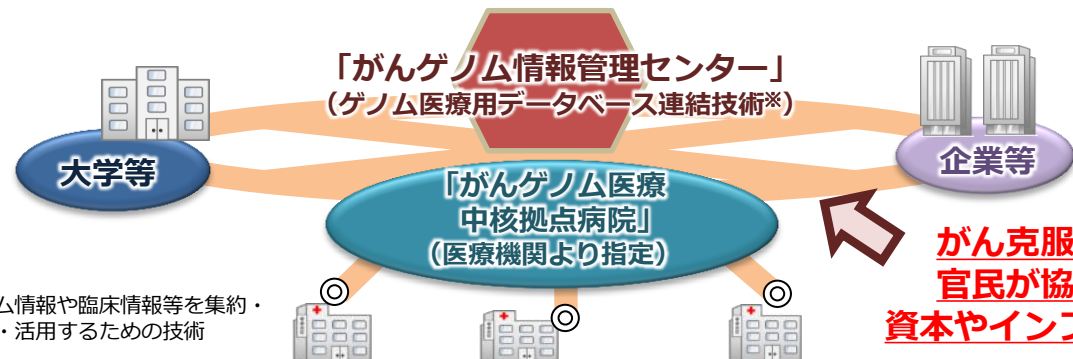 「がんゲノム情報管理センター」
(ゲノム医療用データベース連結技術※)
大学等
企業等
「がんゲノム医療
中核拠点病院」
(医療機関より指定)
がん克服
官民が協
資本やインフ
ム情報や臨床情報等を集約・
・活用するための技術